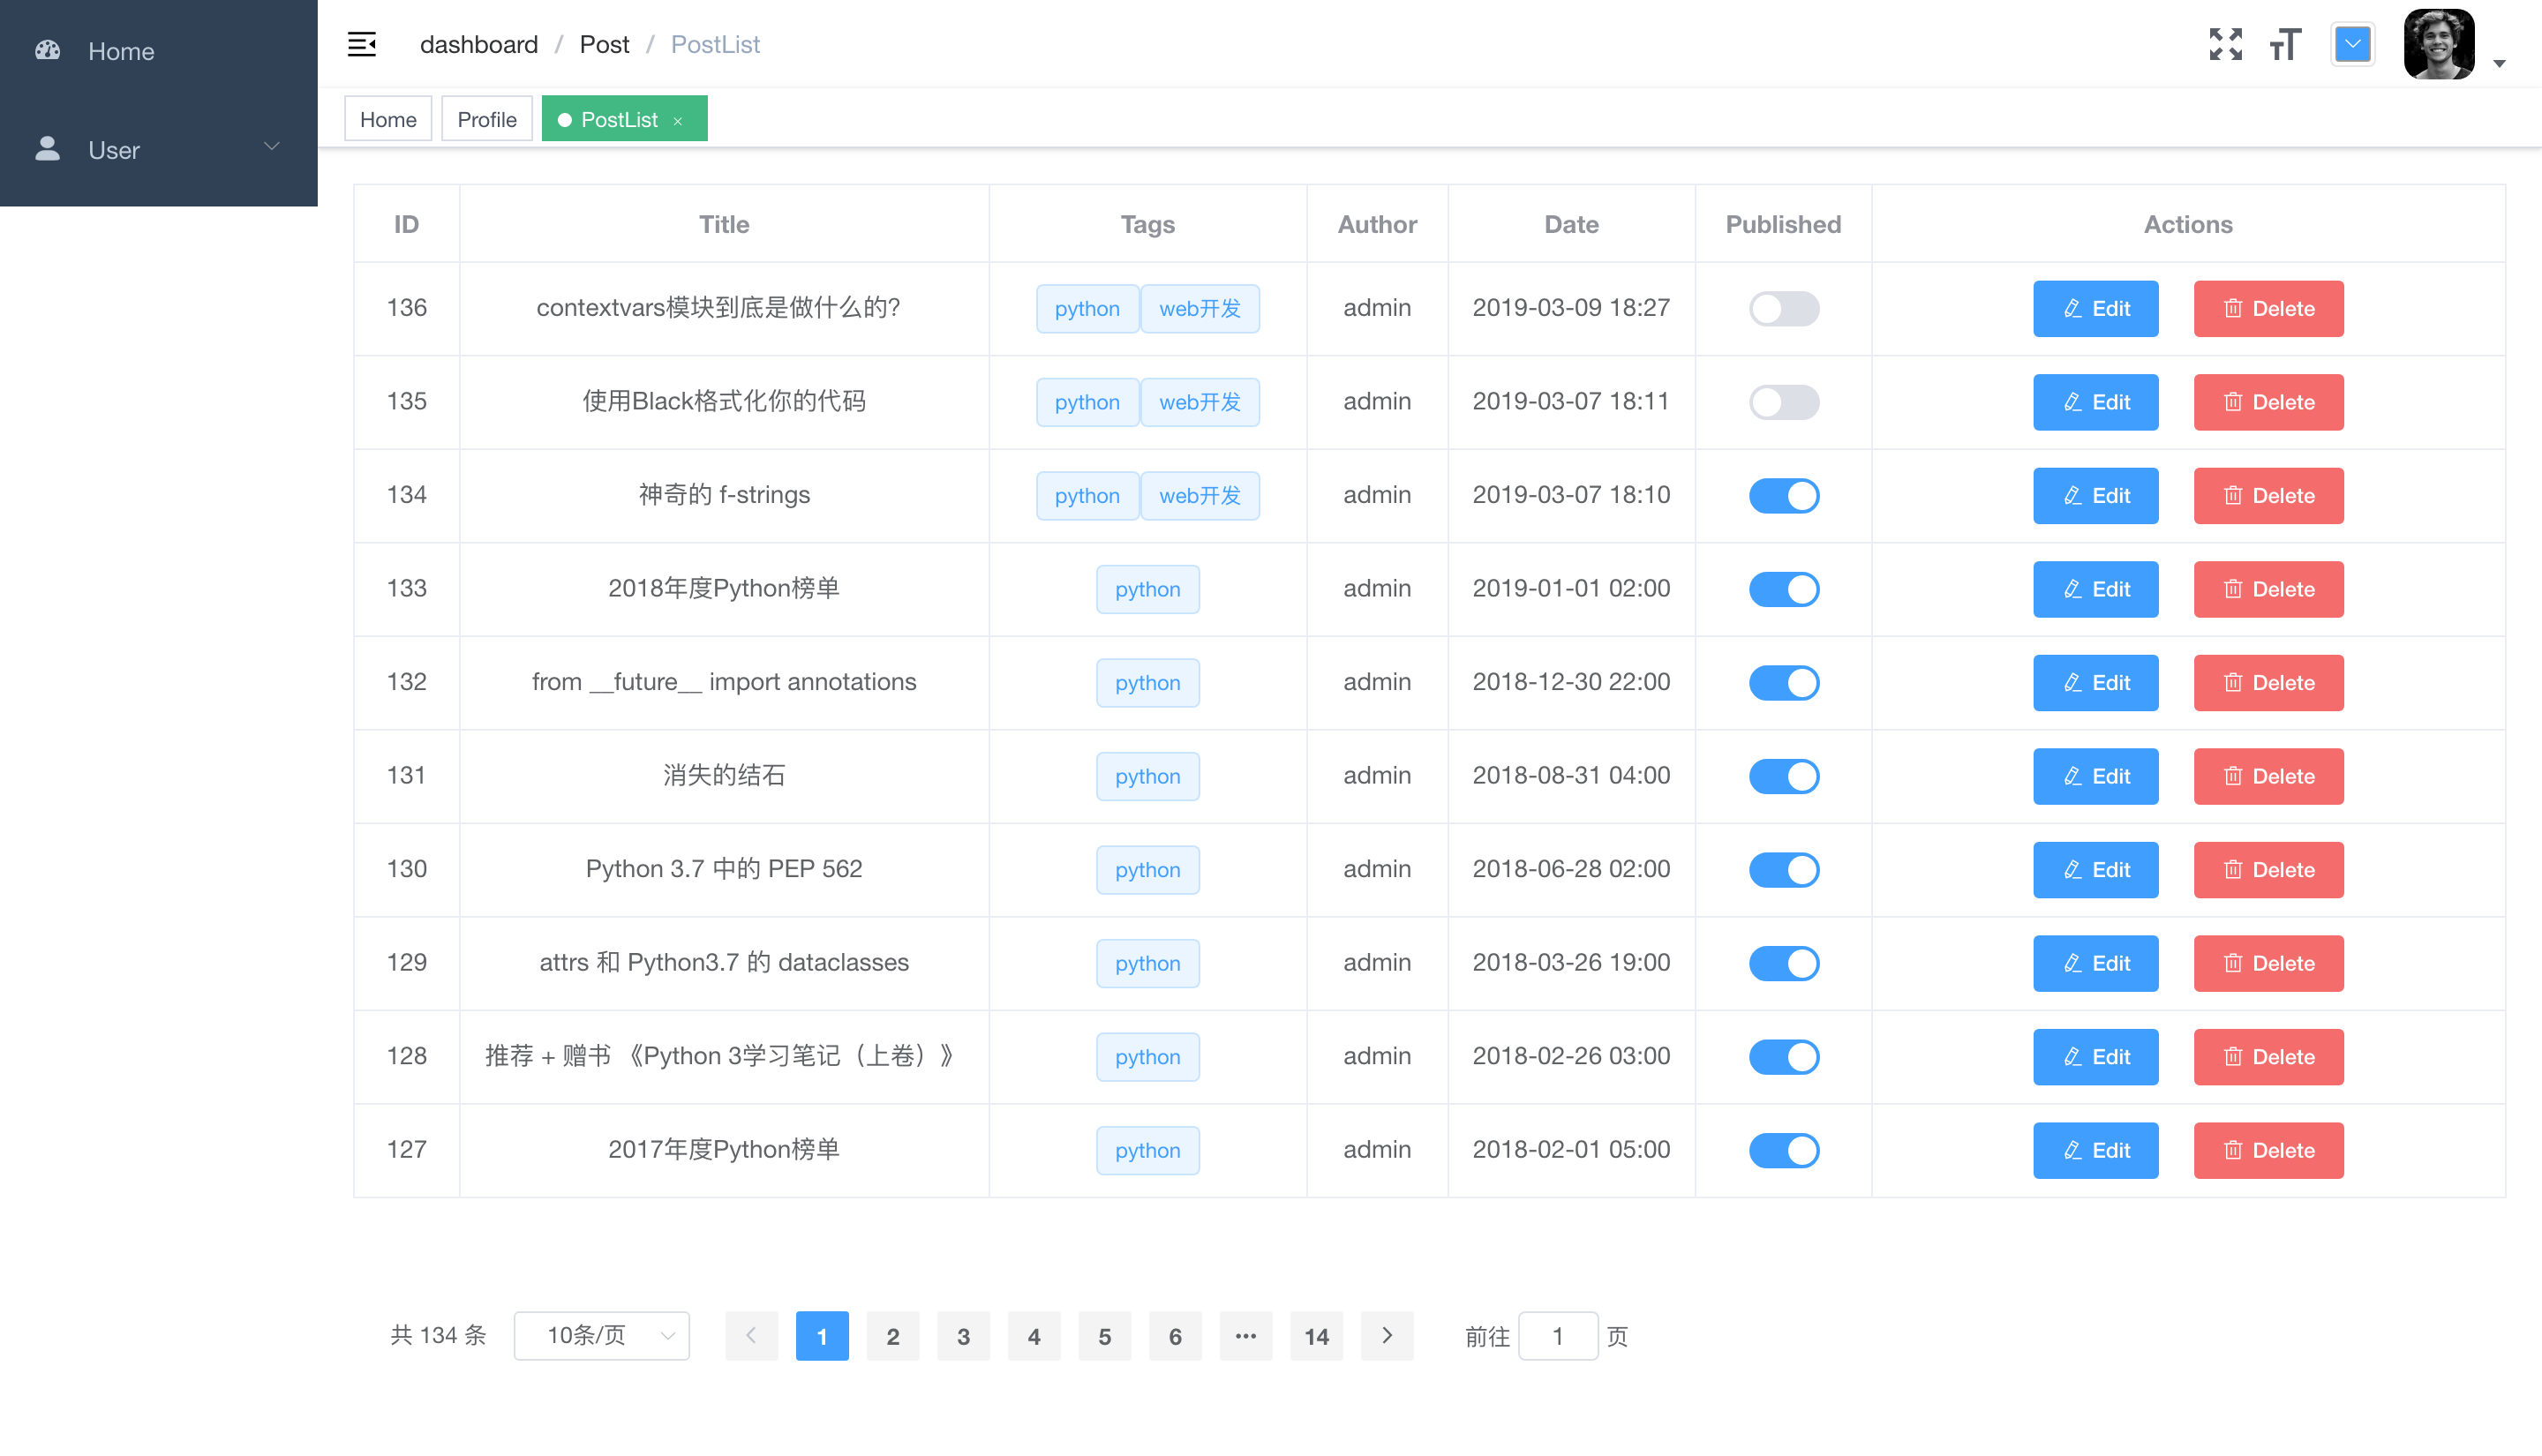 Home
User
dashboard / Post / PostList
Home Profile PostList ×
ID Title Tags Author Date Published Actions
136 contextvars模块到底是做什么的? python web开发 admin 2019-03-09 18:27 Edit Delete
135 使用Black格式化你的代码 python web开发 admin 2019-03-07 18:11 Edit Delete
134 神奇的 f-strings python web开发 admin 2019-03-07 18:10 Edit Delete
133 2018年度Python榜单 python admin 2019-01-01 02:00 Edit Delete
132 from __future__ import annotations python admin 2018-12-30 22:00 Edit Delete
131 消失的结石 python admin 2018-08-31 04:00 Edit Delete
130 Python 3.7 中的 PEP 562 python admin 2018-06-28 02:00 Edit Delete
129 attrs 和 Python3.7 的 dataclasses python admin 2018-03-26 19:00 Edit Delete
128 推荐 + 赠书 《Python 3学习笔记（上卷）》 python admin 2018-02-26 03:00 Edit Delete
127 2017年度Python榜单 python admin 2018-02-01 05:00 Edit Delete
共 134 条 10条/页 1 2 3 4 5 6 ••• 14 前往 1 页